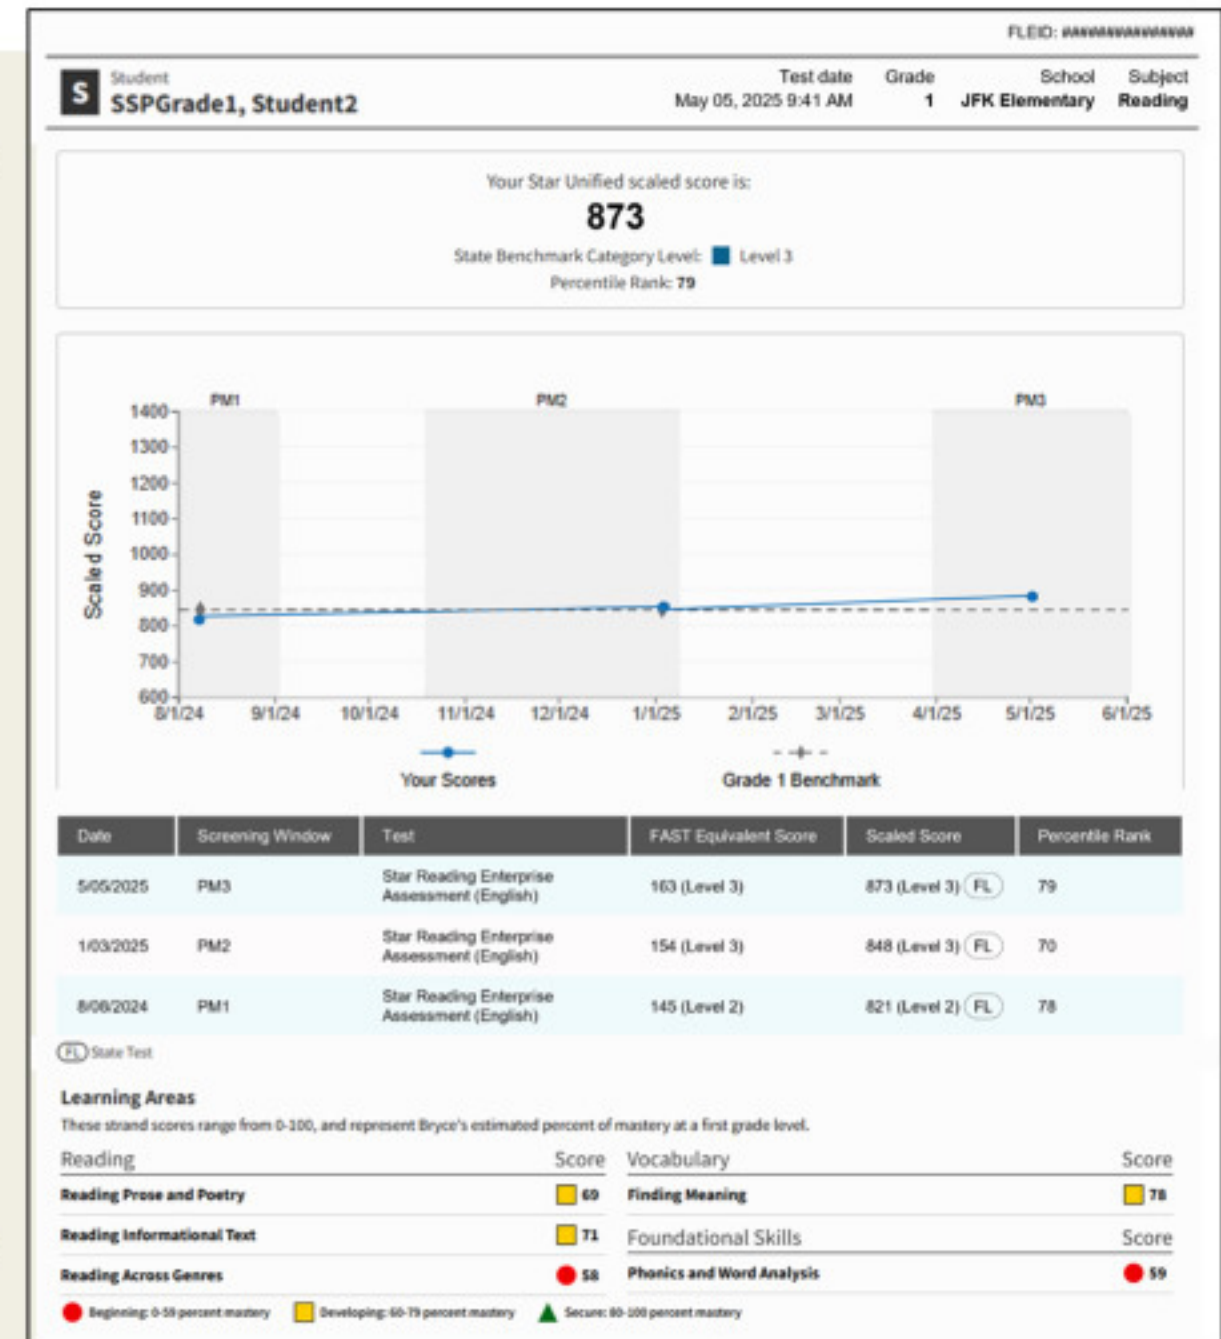 FLEID: ###############
S
Student
SSPGrade1, Student2
Test date Grade School Subject
May 05, 2025 9:41 AM 1 JFK Elementary Reading
Your Star Unified scaled score is:
873
State Benchmark Category Level: Level 3
Percentile Rank: 79
PM1 PM2 PM3
Scaled Score
1400
1300
1200
1100
1000
900
800
700
600
8/1/24 9/1/24 10/1/24 11/1/24 12/1/24 1/1/25 2/1/25 3/1/25 4/1/25 5/1/25 6/1/25
Your Scores Grade 1 Benchmark
Date Screening Window Test FAST Equivalent Score Scaled Score Percentile Rank
5/05/2025 PM3 Star Reading Enterprise Assessment (English) 163 (Level 3) 873 (Level 3) FL 79
1/03/2025 PM2 Star Reading Enterprise Assessment (English) 154 (Level 3) 848 (Level 3) FL 70
8/08/2024 PM1 Star Reading Enterprise Assessment (English) 145 (Level 2) 821 (Level 2) FL 78
FL State Test
Learning Areas
These strand scores range from 0-100, and represent Bryce's estimated percent of mastery at a first grade level.
Reading Score
Reading Prose and Poetry 69
Reading Informational Text 71
Reading Across Genres 58
Vocabulary Score
Finding Meaning 78
Foundational Skills Score
Phonics and Word Analysis 59
Beginning: 0-59 percent mastery Developing: 60-79 percent mastery Secure: 80-100 percent mastery